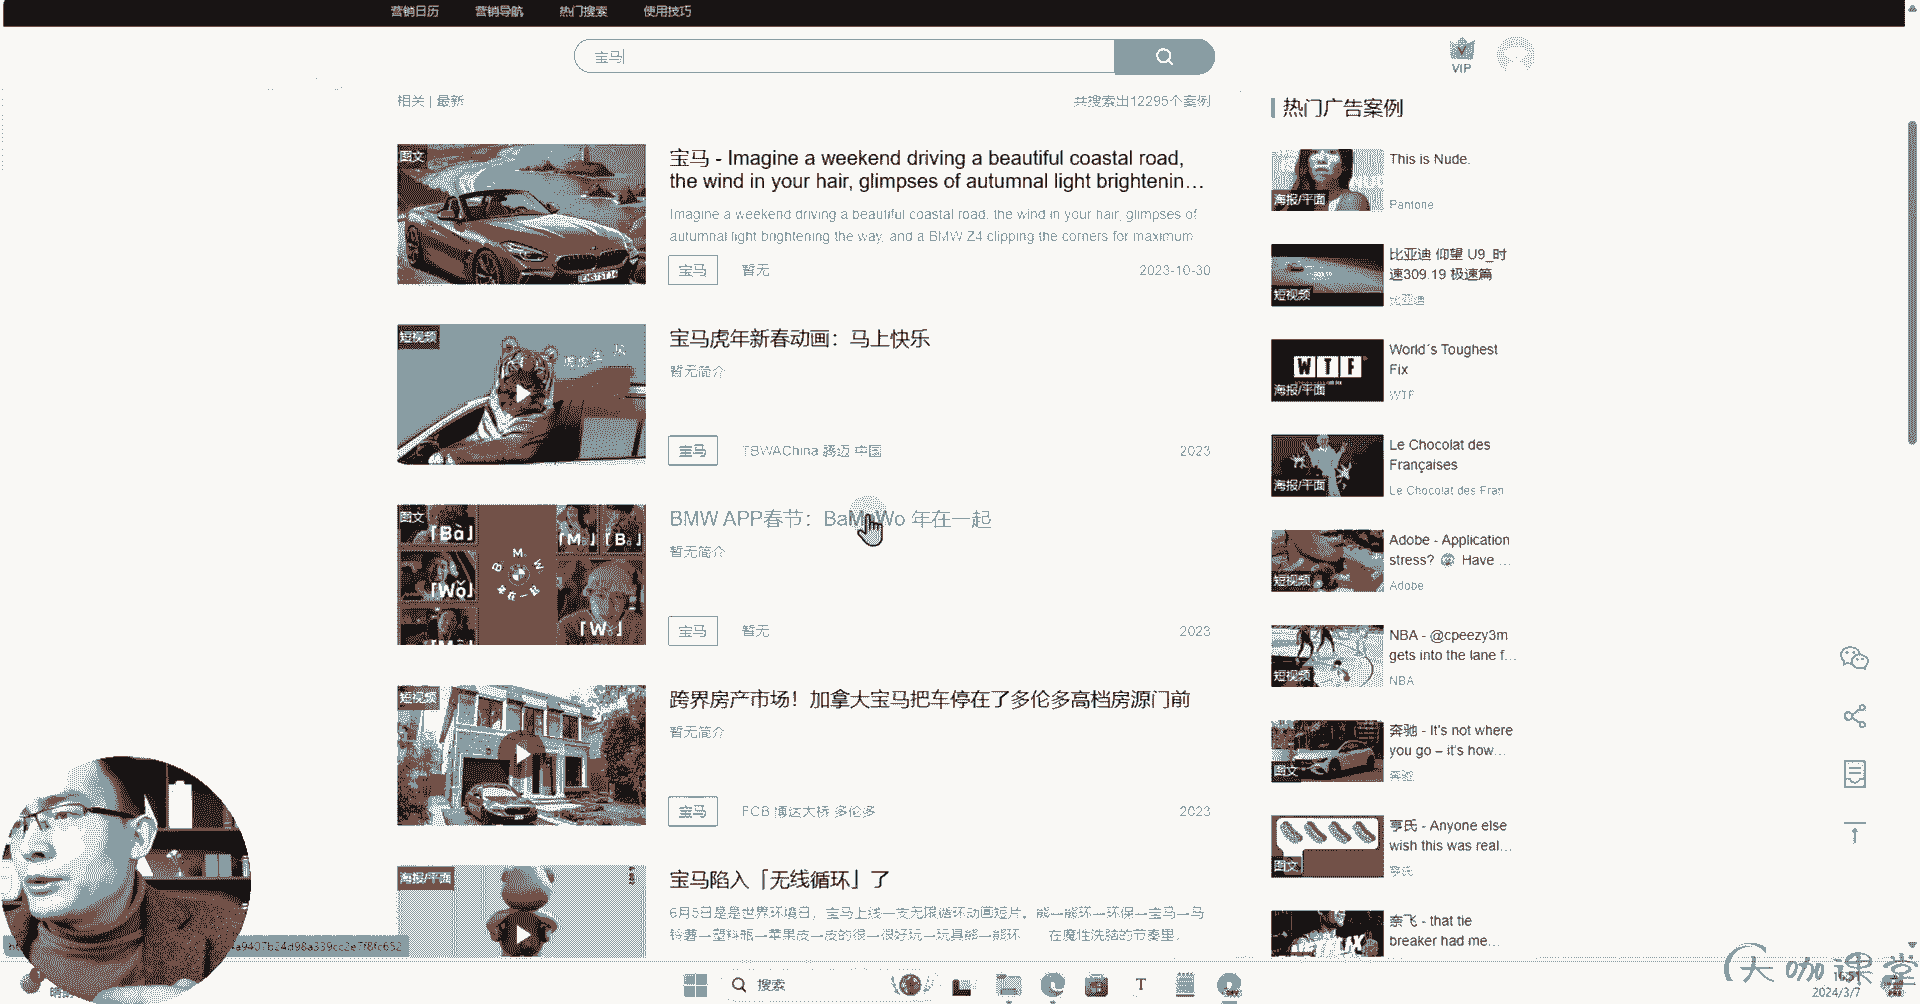 营销日历 营销导航 热门搜索 使用技巧
宝马
VIP
相关 | 最新
共搜索出12295个案例
图文
宝马 - Imagine a weekend driving a beautiful coastal road,
the wind in your hair, glimpses of autumnal light brightenin...
Imagine a weekend driving a beautiful coastal road, the wind in your hair, glimpses of
autumnal light brightening the way, and a BMW Z4 clipping the corners for maximum
宝马 暂无 2023-10-30
短视频
宝马虎年新春动画：马上快乐
暂无简介
宝马 TBWAChina 腾迈 中国 2023
图文
「Bà」
「Wǒ」
BMW APP春节：BaMaWo 年在一起
暂无简介
宝马 暂无 2023
短视频
跨界房产市场！加拿大宝马把车停在了多伦多高档房源门前
暂无简介
宝马 FCB 博达大桥 多伦多 2023
海报/平面
宝马陷入「无线循环」了
6月5日是是世界环境日，宝马上线一支无限循环动画短片。熊—熊环—环保—宝马—马
铃薯—塑料瓶—苹果皮—皮的很—很好玩—玩具熊—熊环 在魔性洗脑的节奏里，
热门广告案例
海报/平面
This is Nude.
Pantone
短视频
比亚迪 仰望 U9_时
速309.19 极速篇
比亚迪
WTF
海报/平面
World´s Toughest
Fix
WTF
海报/平面
Le Chocolat des
Françaises
Le Chocolat des Fran
短视频
Adobe - Application
stress? Have ...
Adobe
短视频
NBA - @cpeezy3m
gets into the lane f...
NBA
图文
奔驰 - It's not where
you go – it's how...
奔驰
图文
亨氏 - Anyone else
wish this was real...
亨氏
奈飞 - that tie
breaker had me...
搜索
大咖课堂
2024/3/7